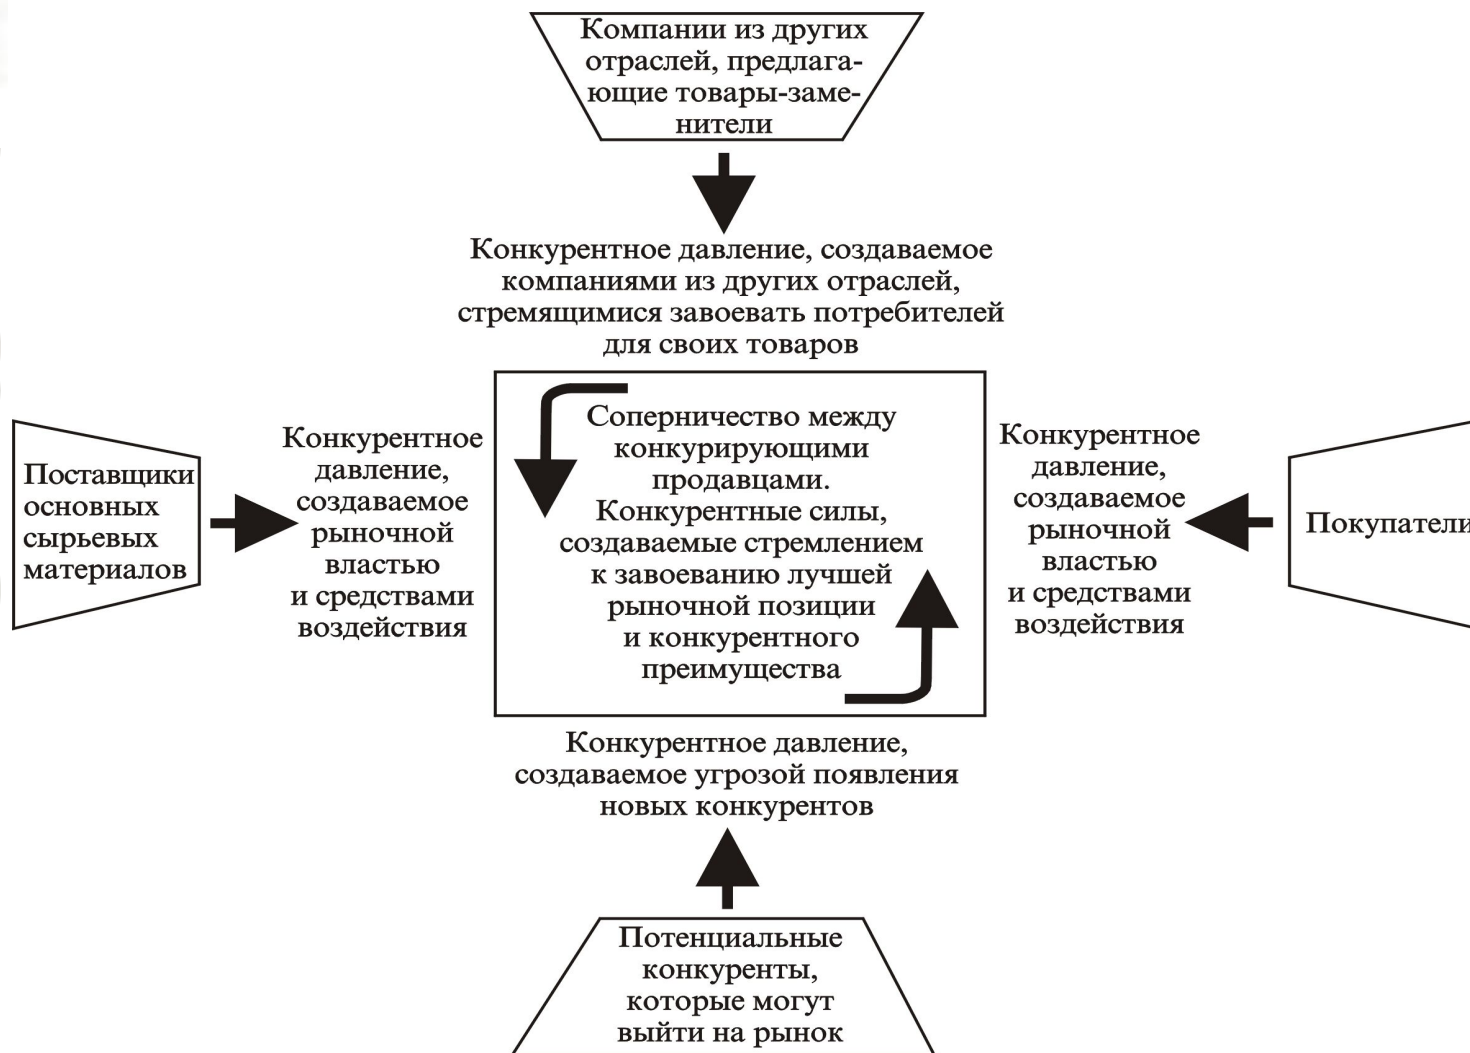 Компании из других
отраслей, предлага-
ющие товары-заме-
нители
Конкурентное давление, создаваемое
компаниями из других отраслей,
стремящимися завоевать потребителей
для своих товаров
Поставщики
основных
сырьевых
материалов
Конкурентное
давление,
создаваемое
рыночной
властью
и средствами
воздействия
Соперничество между
конкурирующими
продавцами.
Конкурентные силы,
создаваемые стремлением
к завоеванию лучшей
рыночной позиции
и конкурентного
преимущества
Конкурентное
давление,
создаваемое
рыночной
властью
и средствами
воздействия
Покупатели
Конкурентное давление,
создаваемое угрозой появления
новых конкурентов
Потенциальные
конкуренты,
которые могут
выйти на рынок